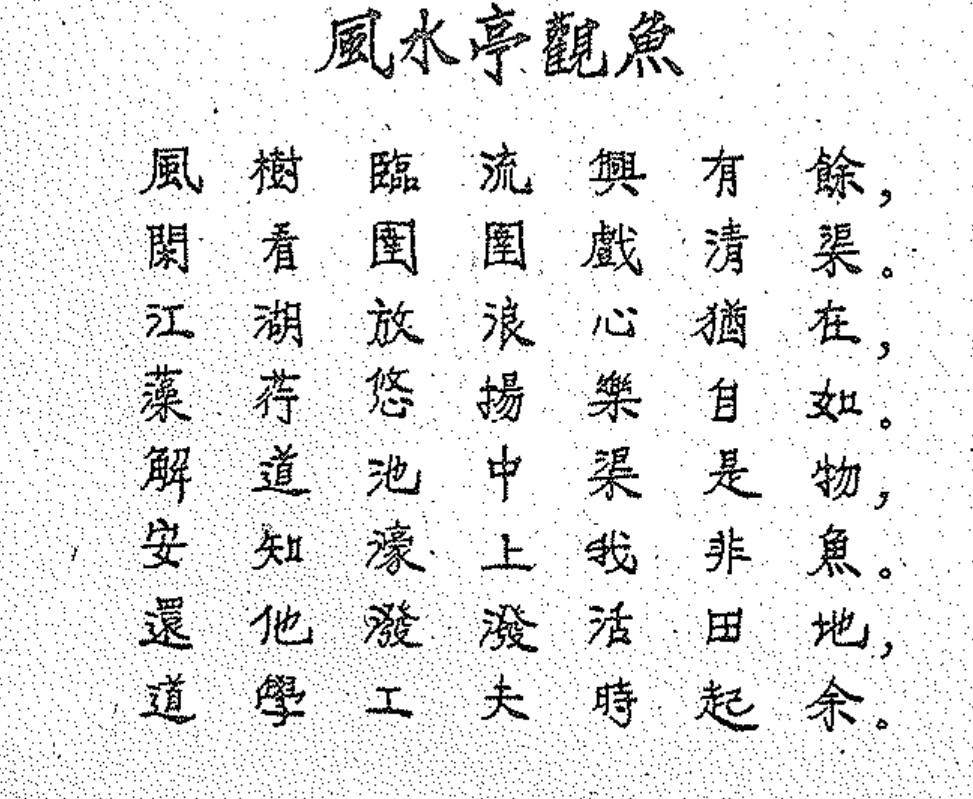 風水亭觀魚
風樹臨流興有餘，
閑看圉圉戲清渠。
江湖放浪心猶在，
藻荇悠揚樂自如。
解道池中渠是物，
安知濠上我非魚。
還他潑潑活田地，
道學工夫時起余。